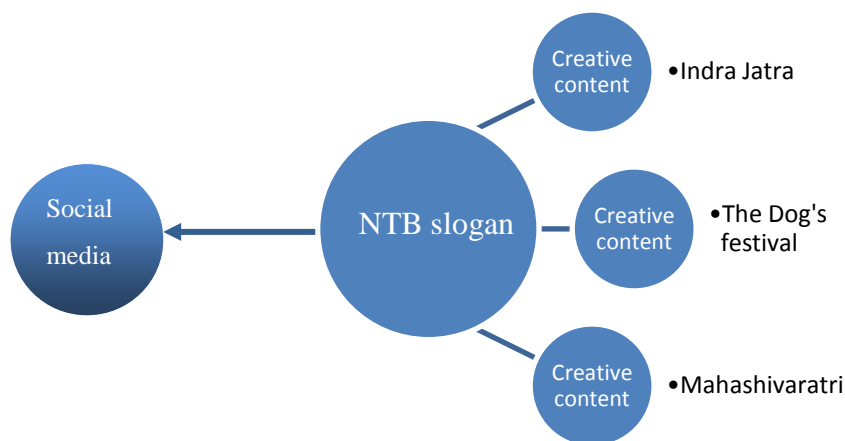 Creative
content
•Indra Jatra
Social
media
NTB slogan
Creative
content
•The Dog's
festival
Creative
content
•Mahashivaratri